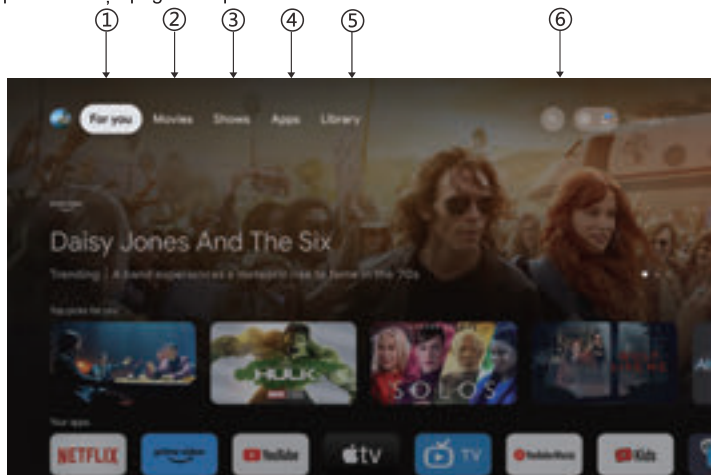 ① ② ③ ④ ⑤ ⑥
For you Movies Shows Apps Library
Daisy Jones And The Six
Trending | A band experiences a meteoric rise to fame in the '70s
Top picks for you
HULK
SOLOS
Your apps
NETFLIX prime video YouTube tv TV YouTube Music Kids